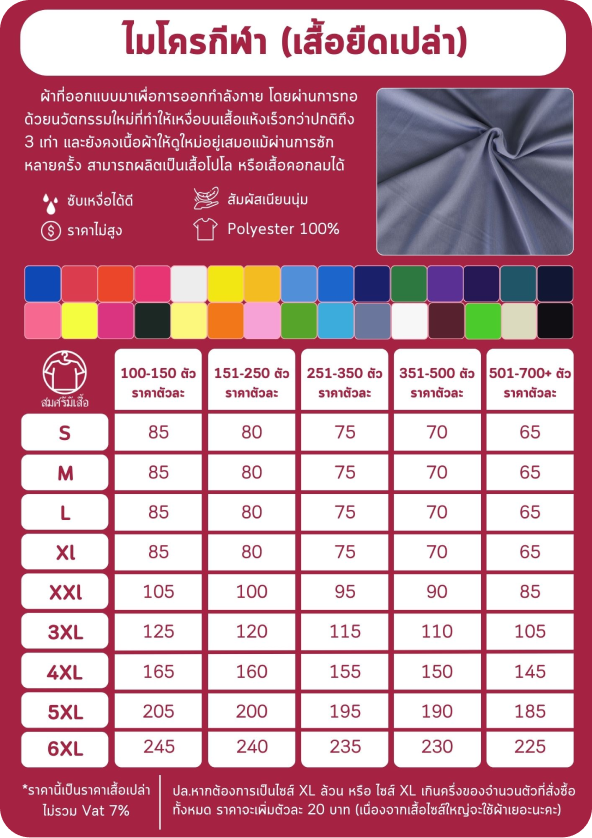 ไมโครกีฬา (เสื้อยืดเปล่า)
ผ้าที่ออกแบบมาเพื่อการออกกำลังกาย โดยผ่านการทอ
ด้วยนวัตกรรมใหม่ที่ทำให้เหงื่อบนเสื้อแห้งเร็วกว่าปกติถึง
3 เท่า และยังคงเนื้อผ้าให้ดูใหม่อยู่เสมอแม้ผ่านการซัก
หลายครั้ง สามารถผลิตเป็นเสื้อโปโล หรือเสื้อคอกลมได้
ซับเหงื่อได้ดี สัมผัสเนียนนุ่ม
ราคาไม่สูง Polyester 100%
สมศรีมีเสื้อ
100-150 ตัว 151-250 ตัว 251-350 ตัว 351-500 ตัว 501-700+ ตัว
ราคาตัวละ ราคาตัวละ ราคาตัวละ ราคาตัวละ ราคาตัวละ
S 85 80 75 70 65
M 85 80 75 70 65
L 85 80 75 70 65
Xl 85 80 75 70 65
XXl 105 100 95 90 85
3XL 125 120 115 110 105
4XL 165 160 155 150 145
5XL 205 200 195 190 185
6XL 245 240 235 230 225
*ราคานี้เป็นราคาเสื้อเปล่า
ไม่รวม Vat 7%
ปล.หากต้องการเป็นไซส์ XL ล้วน หรือ ไซส์ XL เกินครึ่งของจำนวนตัวที่สั่งซื้อ
ทั้งหมด ราคาจะเพิ่มตัวละ 20 บาท (เนื่องจากเสื้อไซส์ใหญ่จะใช้ผ้าเยอะนะคะ)